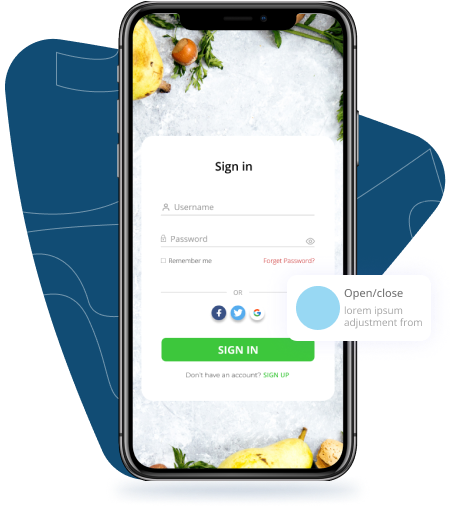 Sign in
Username
Password
Remember me
Forget Password?
OR
Open/close
lorem ipsum
adjustment from
SIGN IN
Don't have an account? SIGN UP